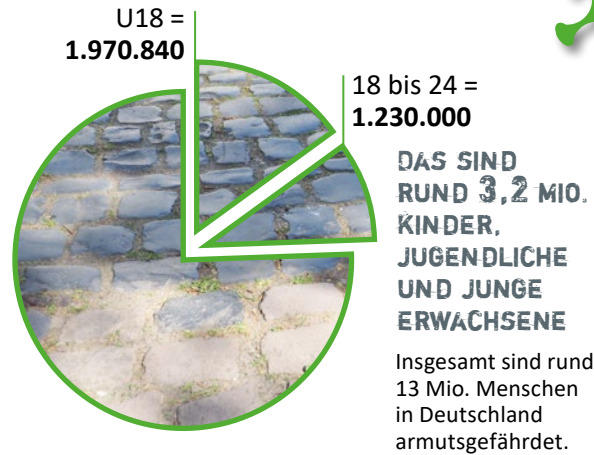 U18 =
1.970.840
18 bis 24 =
1.230.000
DAS SIND
RUND 3,2 MIO.
KINDER,
JUGENDLICHE
UND JUNGE
ERWACHSENE
Insgesamt sind rund
13 Mio. Menschen
in Deutschland
armutsgefährdet.